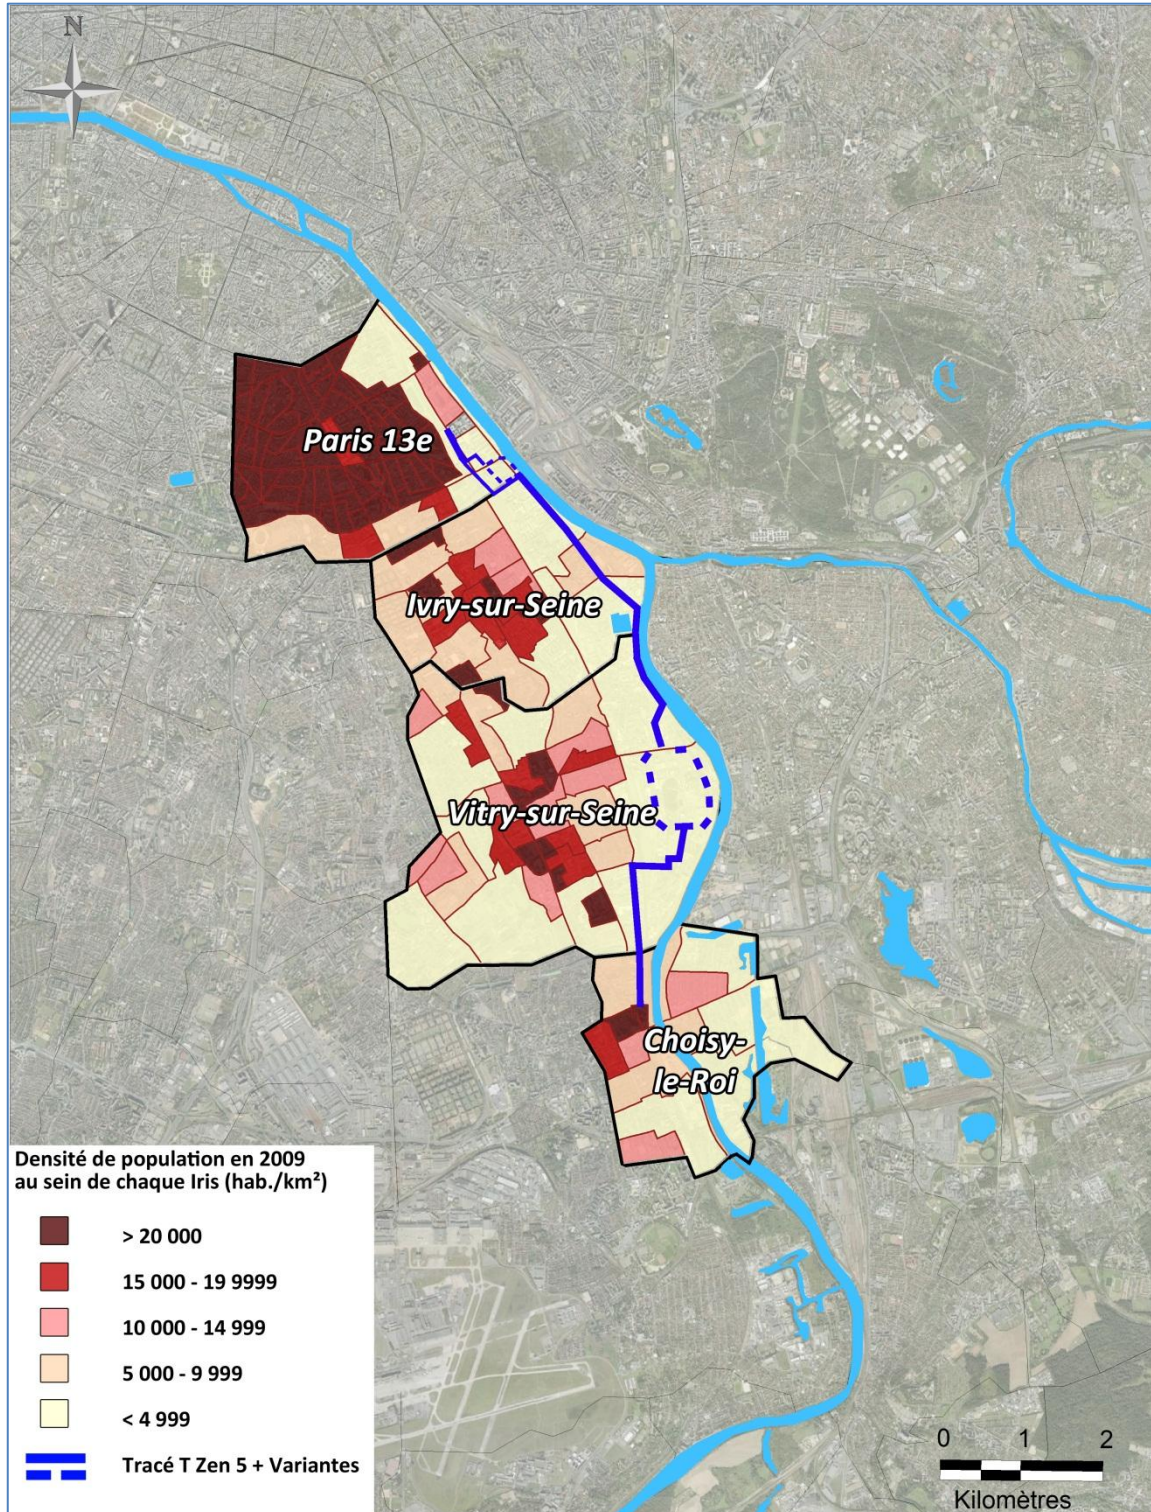 N
Paris 13e
Ivry-sur-Seine
Vitry-sur-Seine
Choisy-
le-Roi
Densité de population en 2009
au sein de chaque Iris (hab./km²)
> 20 000
15 000 - 19 9999
10 000 - 14 999
5 000 - 9 999
< 4 999
Tracé T Zen 5 + Variantes
0 1 2
Kilomètres